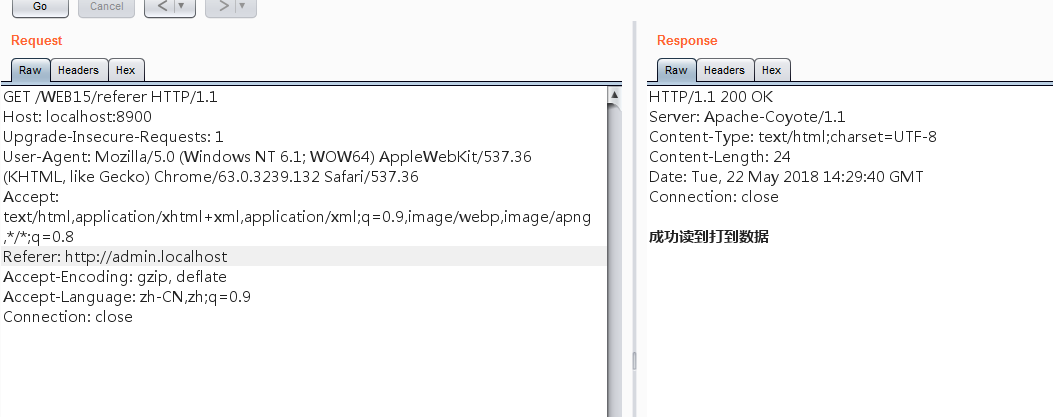 Go Cancel < > 
Request
Raw Headers Hex
GET /WEB15/referer HTTP/1.1
Host: localhost:8900
Upgrade-Insecure-Requests: 1
User-Agent: Mozilla/5.0 (Windows NT 6.1; WOW64) AppleWebKit/537.36
(KHTML, like Gecko) Chrome/63.0.3239.132 Safari/537.36
Accept:
text/html,application/xhtml+xml,application/xml;q=0.9,image/webp,image/apng
,*/*;q=0.8
Referer: http://admin.localhost
Accept-Encoding: gzip, deflate
Accept-Language: zh-CN,zh;q=0.9
Connection: close
Response
Raw Headers Hex
HTTP/1.1 200 OK
Server: Apache-Coyote/1.1
Content-Type: text/html;charset=UTF-8
Content-Length: 24
Date: Tue, 22 May 2018 14:29:40 GMT
Connection: close
成功读到打到数据